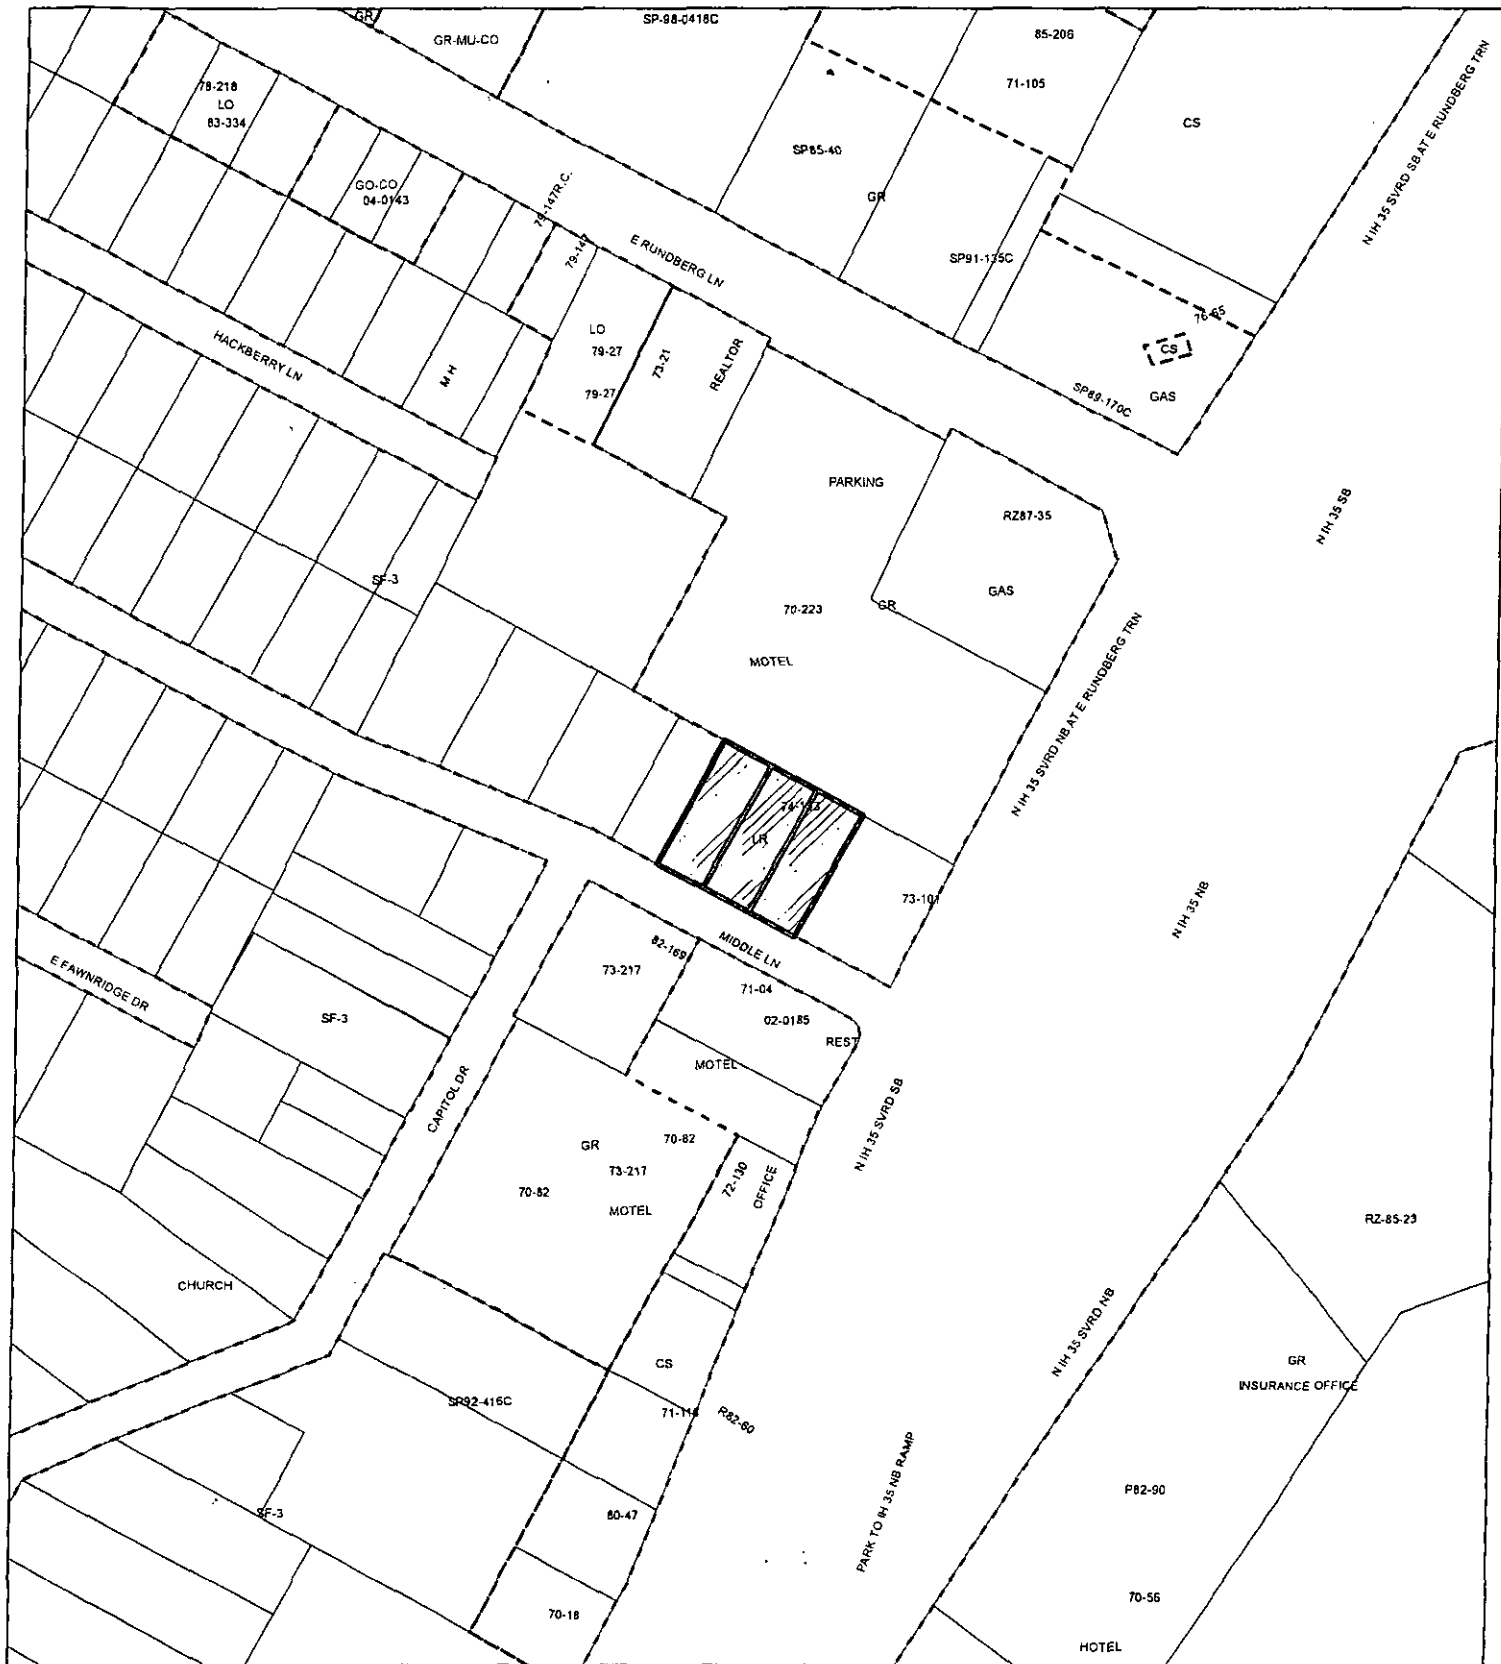 GR
GR-MU-CO
SP-98-0418C
85-206
71-105
CS
78-218
LO
83-334
SP85-40
GR
GO-CO
04-0143
79-147R.C.
79-147
E RUNDBERG LN
SP91-135C
N IH 35 SVRD SB AT E RUNDBERG TRN
76-65
CS
GAS
SP89-170C
HACKBERRY LN
M H
LO
79-27
79-27
73-21
REALTOR
PARKING
RZ87-35
GAS
N IH 35 SB
SF-3
70-223
GR
MOTEL
N IH 35 SVRD NB AT E RUNDBERG TRN
LR
73-101
N IH 35 NB
MIDDLE LN
82-169
73-217
71-04
02-0185
REST
MOTEL
E FAWNRIDGE DR
SF-3
CAPITOL DR
N IH 35 SVRD SB
GR
70-82
73-217
70-82
MOTEL
72-130
OFFICE
RZ-85-23
CHURCH
N IH 35 SVRD NB
CS
GR
INSURANCE OFFICE
SP92-416C
R82-60
PARK TO IH 35 NB RAMP
P82-90
SF-3
80-47
70-18
70-56
HOTEL